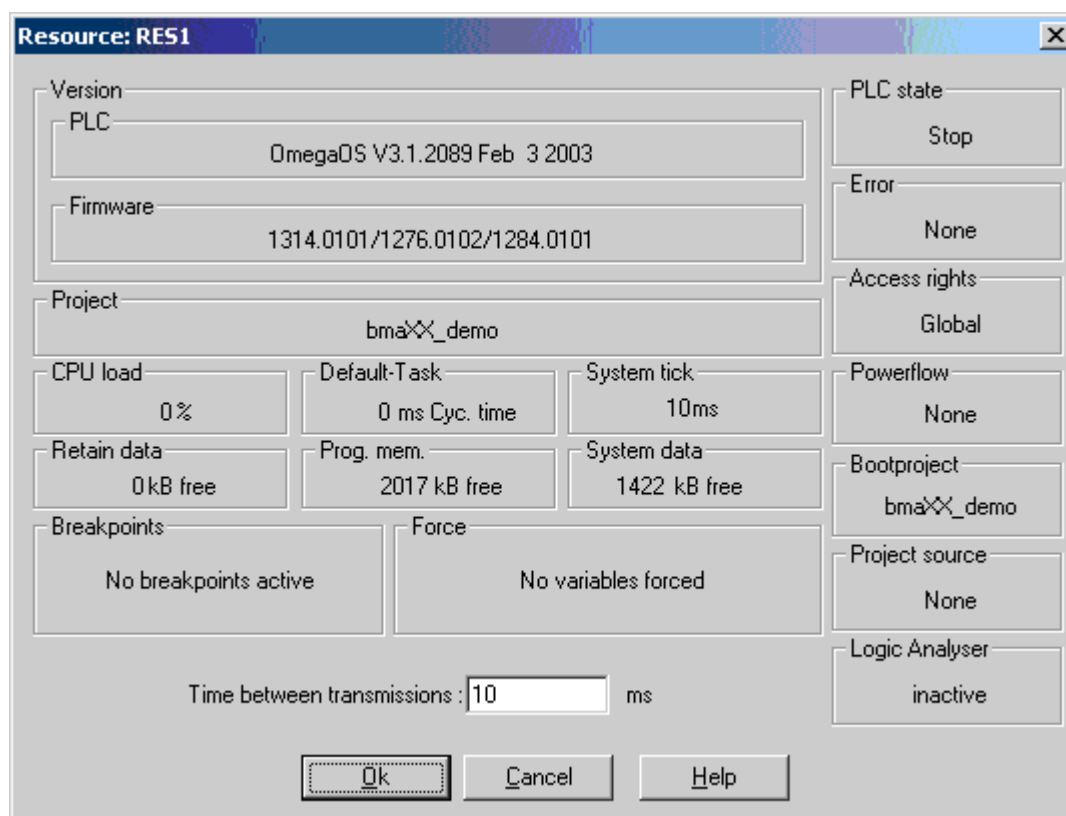 Resource: RES1
Version
PLC
OmegaOS V3.1.2089 Feb  3 2003
Firmware
1314.0101/1276.0102/1284.0101
Project
bmaXX_demo
CPU load
0%
Default-Task
0 ms Cyc. time
System tick
10ms
Retain data
0kB free
Prog. mem.
2017 kB free
System data
1422 kB free
Breakpoints
No breakpoints active
Force
No variables forced
PLC state
Stop
Error
None
Access rights
Global
Powerflow
None
Bootproject
bmaXX_demo
Project source
None
Logic Analyser
inactive
Time between transmissions : 10 ms
Ok
Cancel
Help